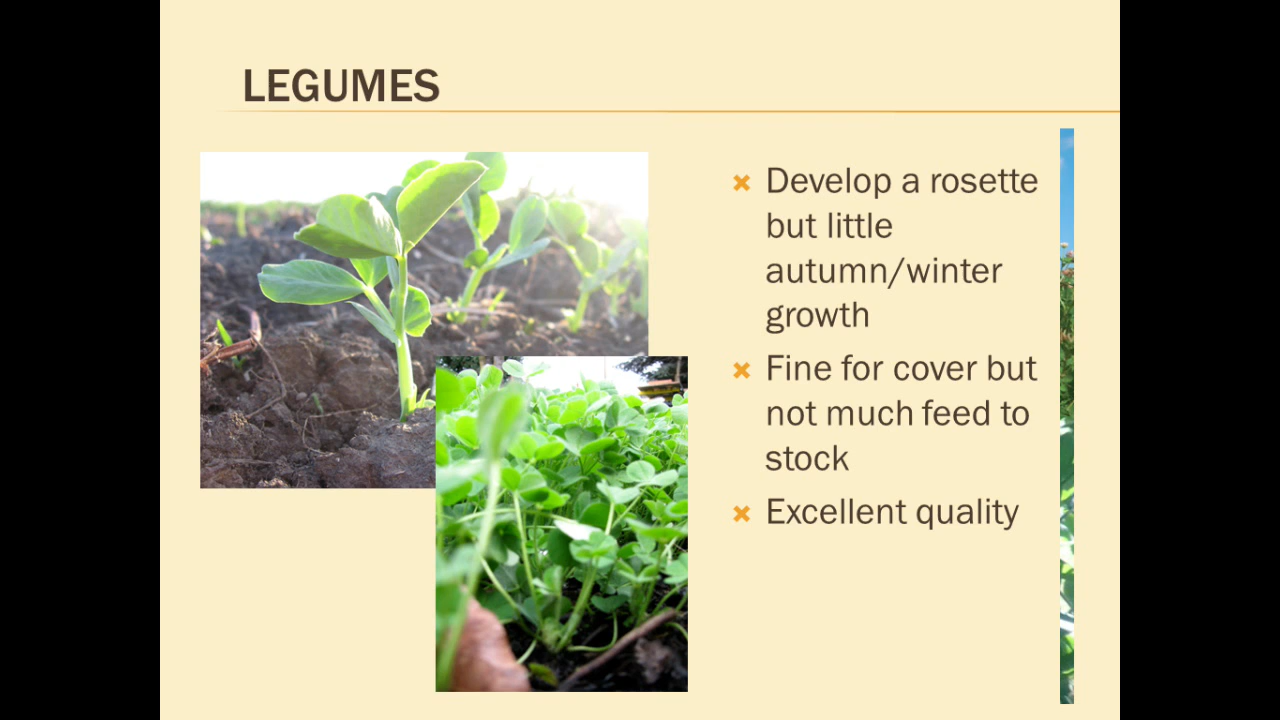 LEGUMES
Develop a rosette
but little
autumn/winter
growth
Fine for cover but
not much feed to
stock
Excellent quality